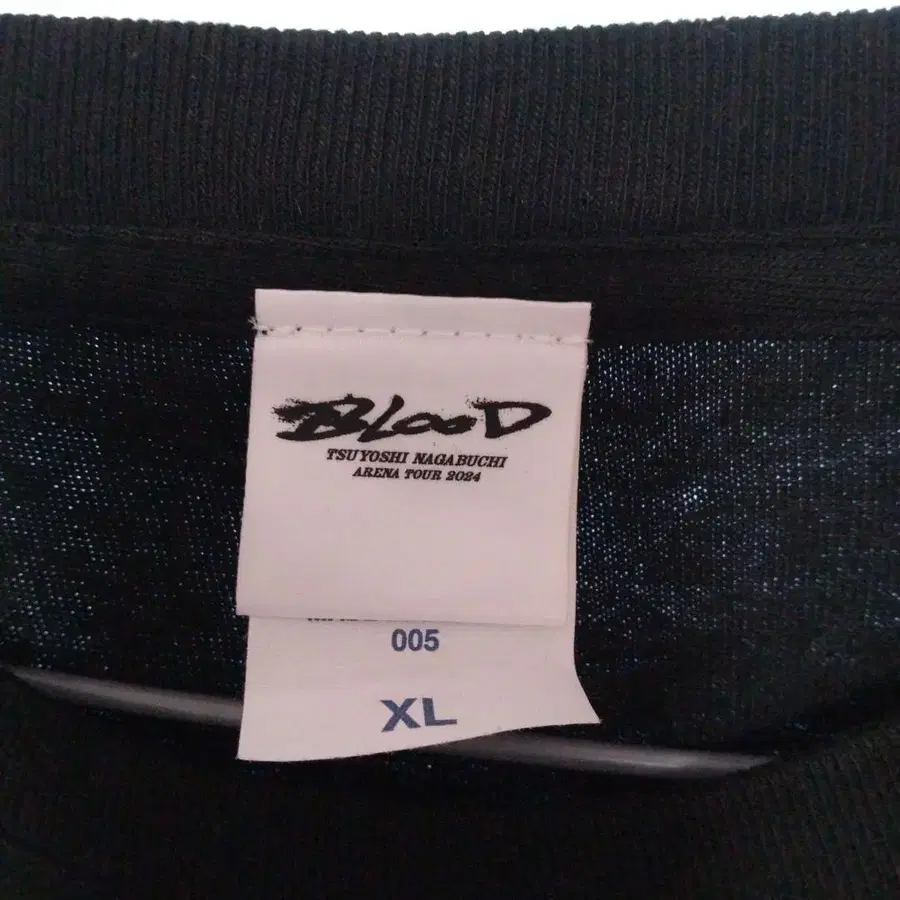 BLOOD
TSUYOSHI NAGABUCHI
ARENA TOUR 2024
005
XL